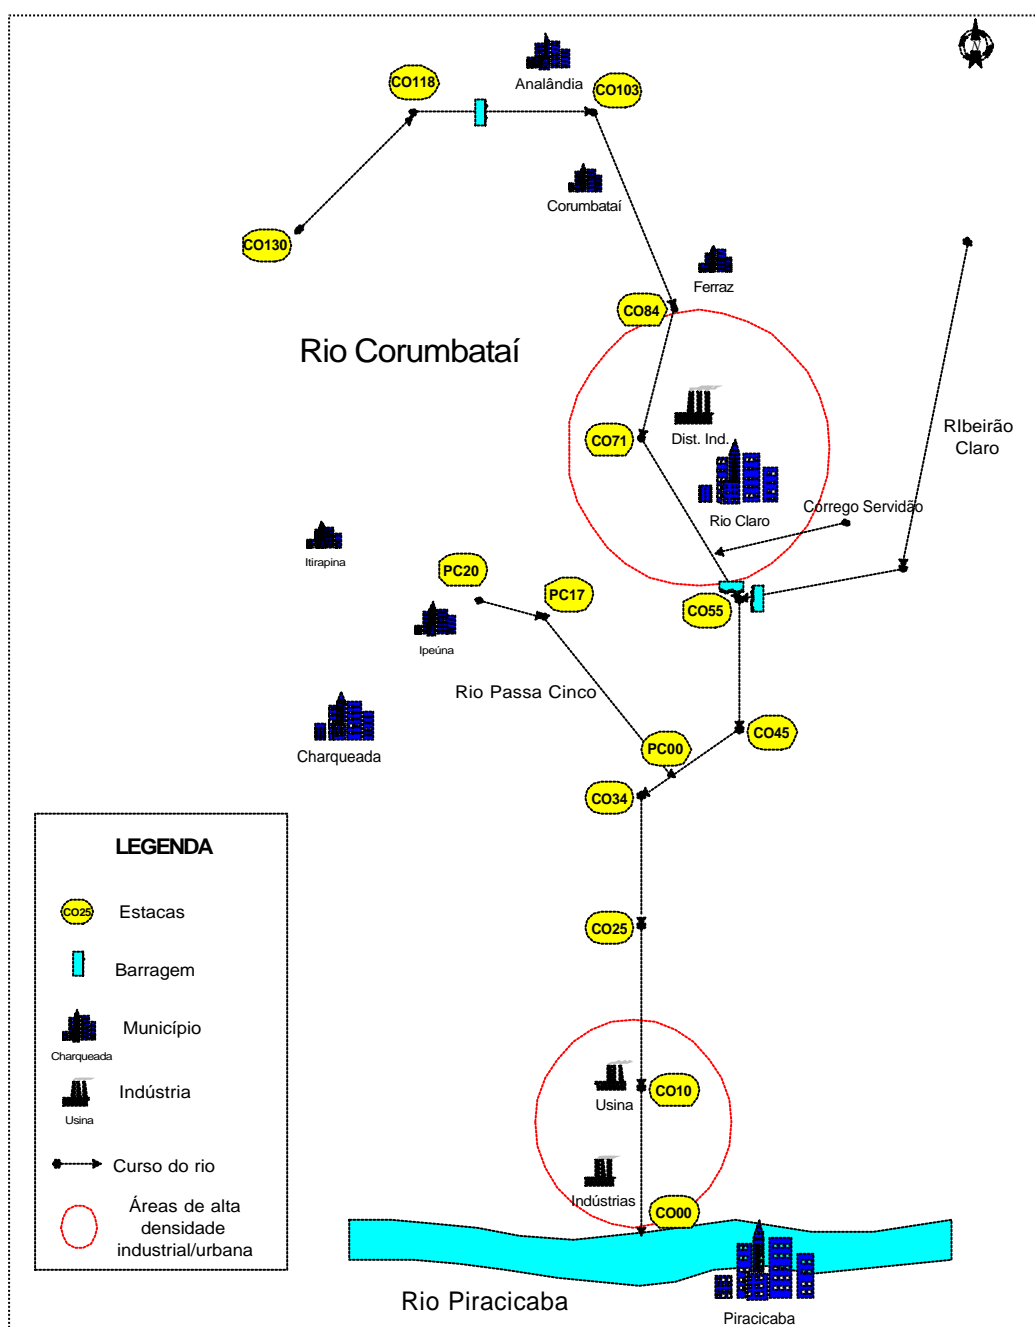 N
CO118
Analândia
CO103
Corumbataí
CO130
Ferraz
CO84
Rio Corumbataí
CO71
Dist. Ind.
RIbeirão
Claro
Rio Claro
Córrego Servidão
Itirapina
PC20
PC17
CO55
Ipeúna
Rio Passa Cinco
Charqueada
PC00
CO45
CO34
LEGENDA
CO25
Estacas
Barragem
Município
Charqueada
Indústria
Usina
Curso do rio
Áreas de alta
densidade
industrial/urbana
CO25
Usina
CO10
Indústrias
CO00
Rio Piracicaba
Piracicaba